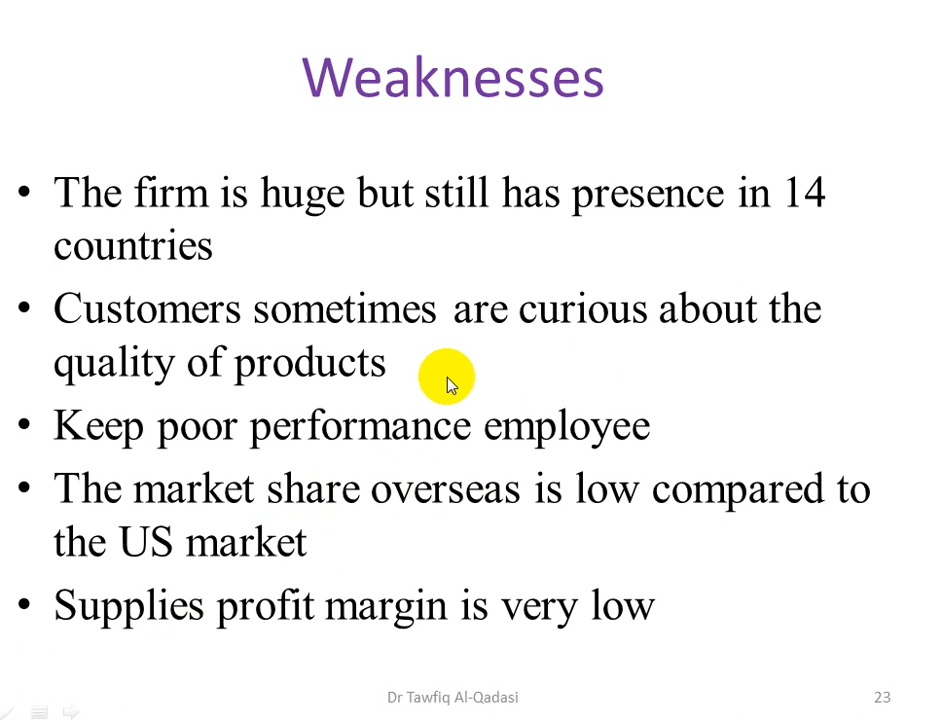 Weaknesses
• The firm is huge but still has presence in 14
countries
• Customers sometimes are curious about the
quality of products
• Keep poor performance employee
• The market share overseas is low compared to
the US market
• Supplies profit margin is very low
Dr Tawfiq Al-Qadasi
23